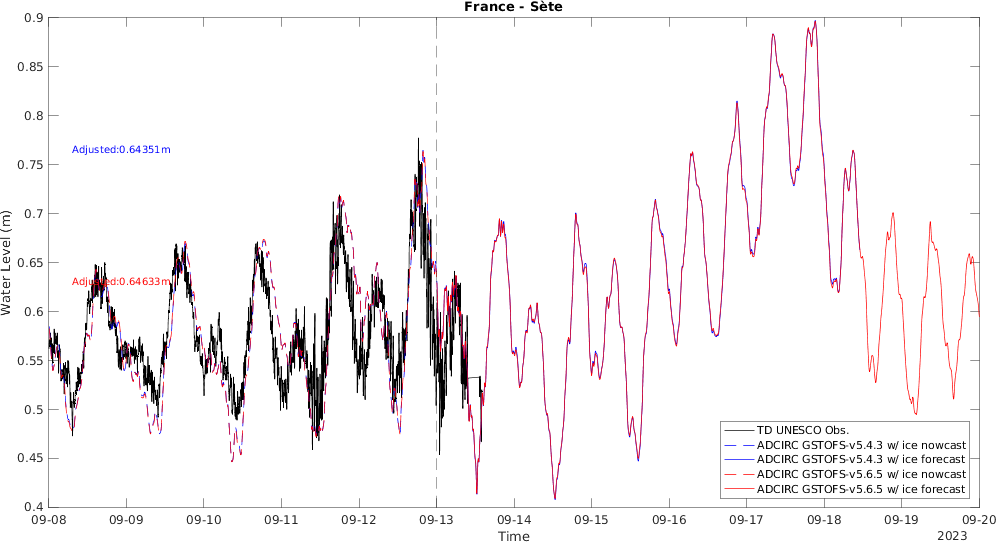 France - Sète
0.9
0.85
0.8
0.75
0.7
0.65
0.6
0.55
0.5
0.45
0.4
Water Level (m)
Adjusted:0.64351m
Adjusted:0.64633m
TD UNESCO Obs.
ADCIRC GSTOFS-v5.4.3 w/ ice nowcast
ADCIRC GSTOFS-v5.4.3 w/ ice forecast
ADCIRC GSTOFS-v5.6.5 w/ ice nowcast
ADCIRC GSTOFS-v5.6.5 w/ ice forecast
09-08 09-09 09-10 09-11 09-12 09-13 09-14 09-15 09-16 09-17 09-18 09-19 09-20
Time
2023